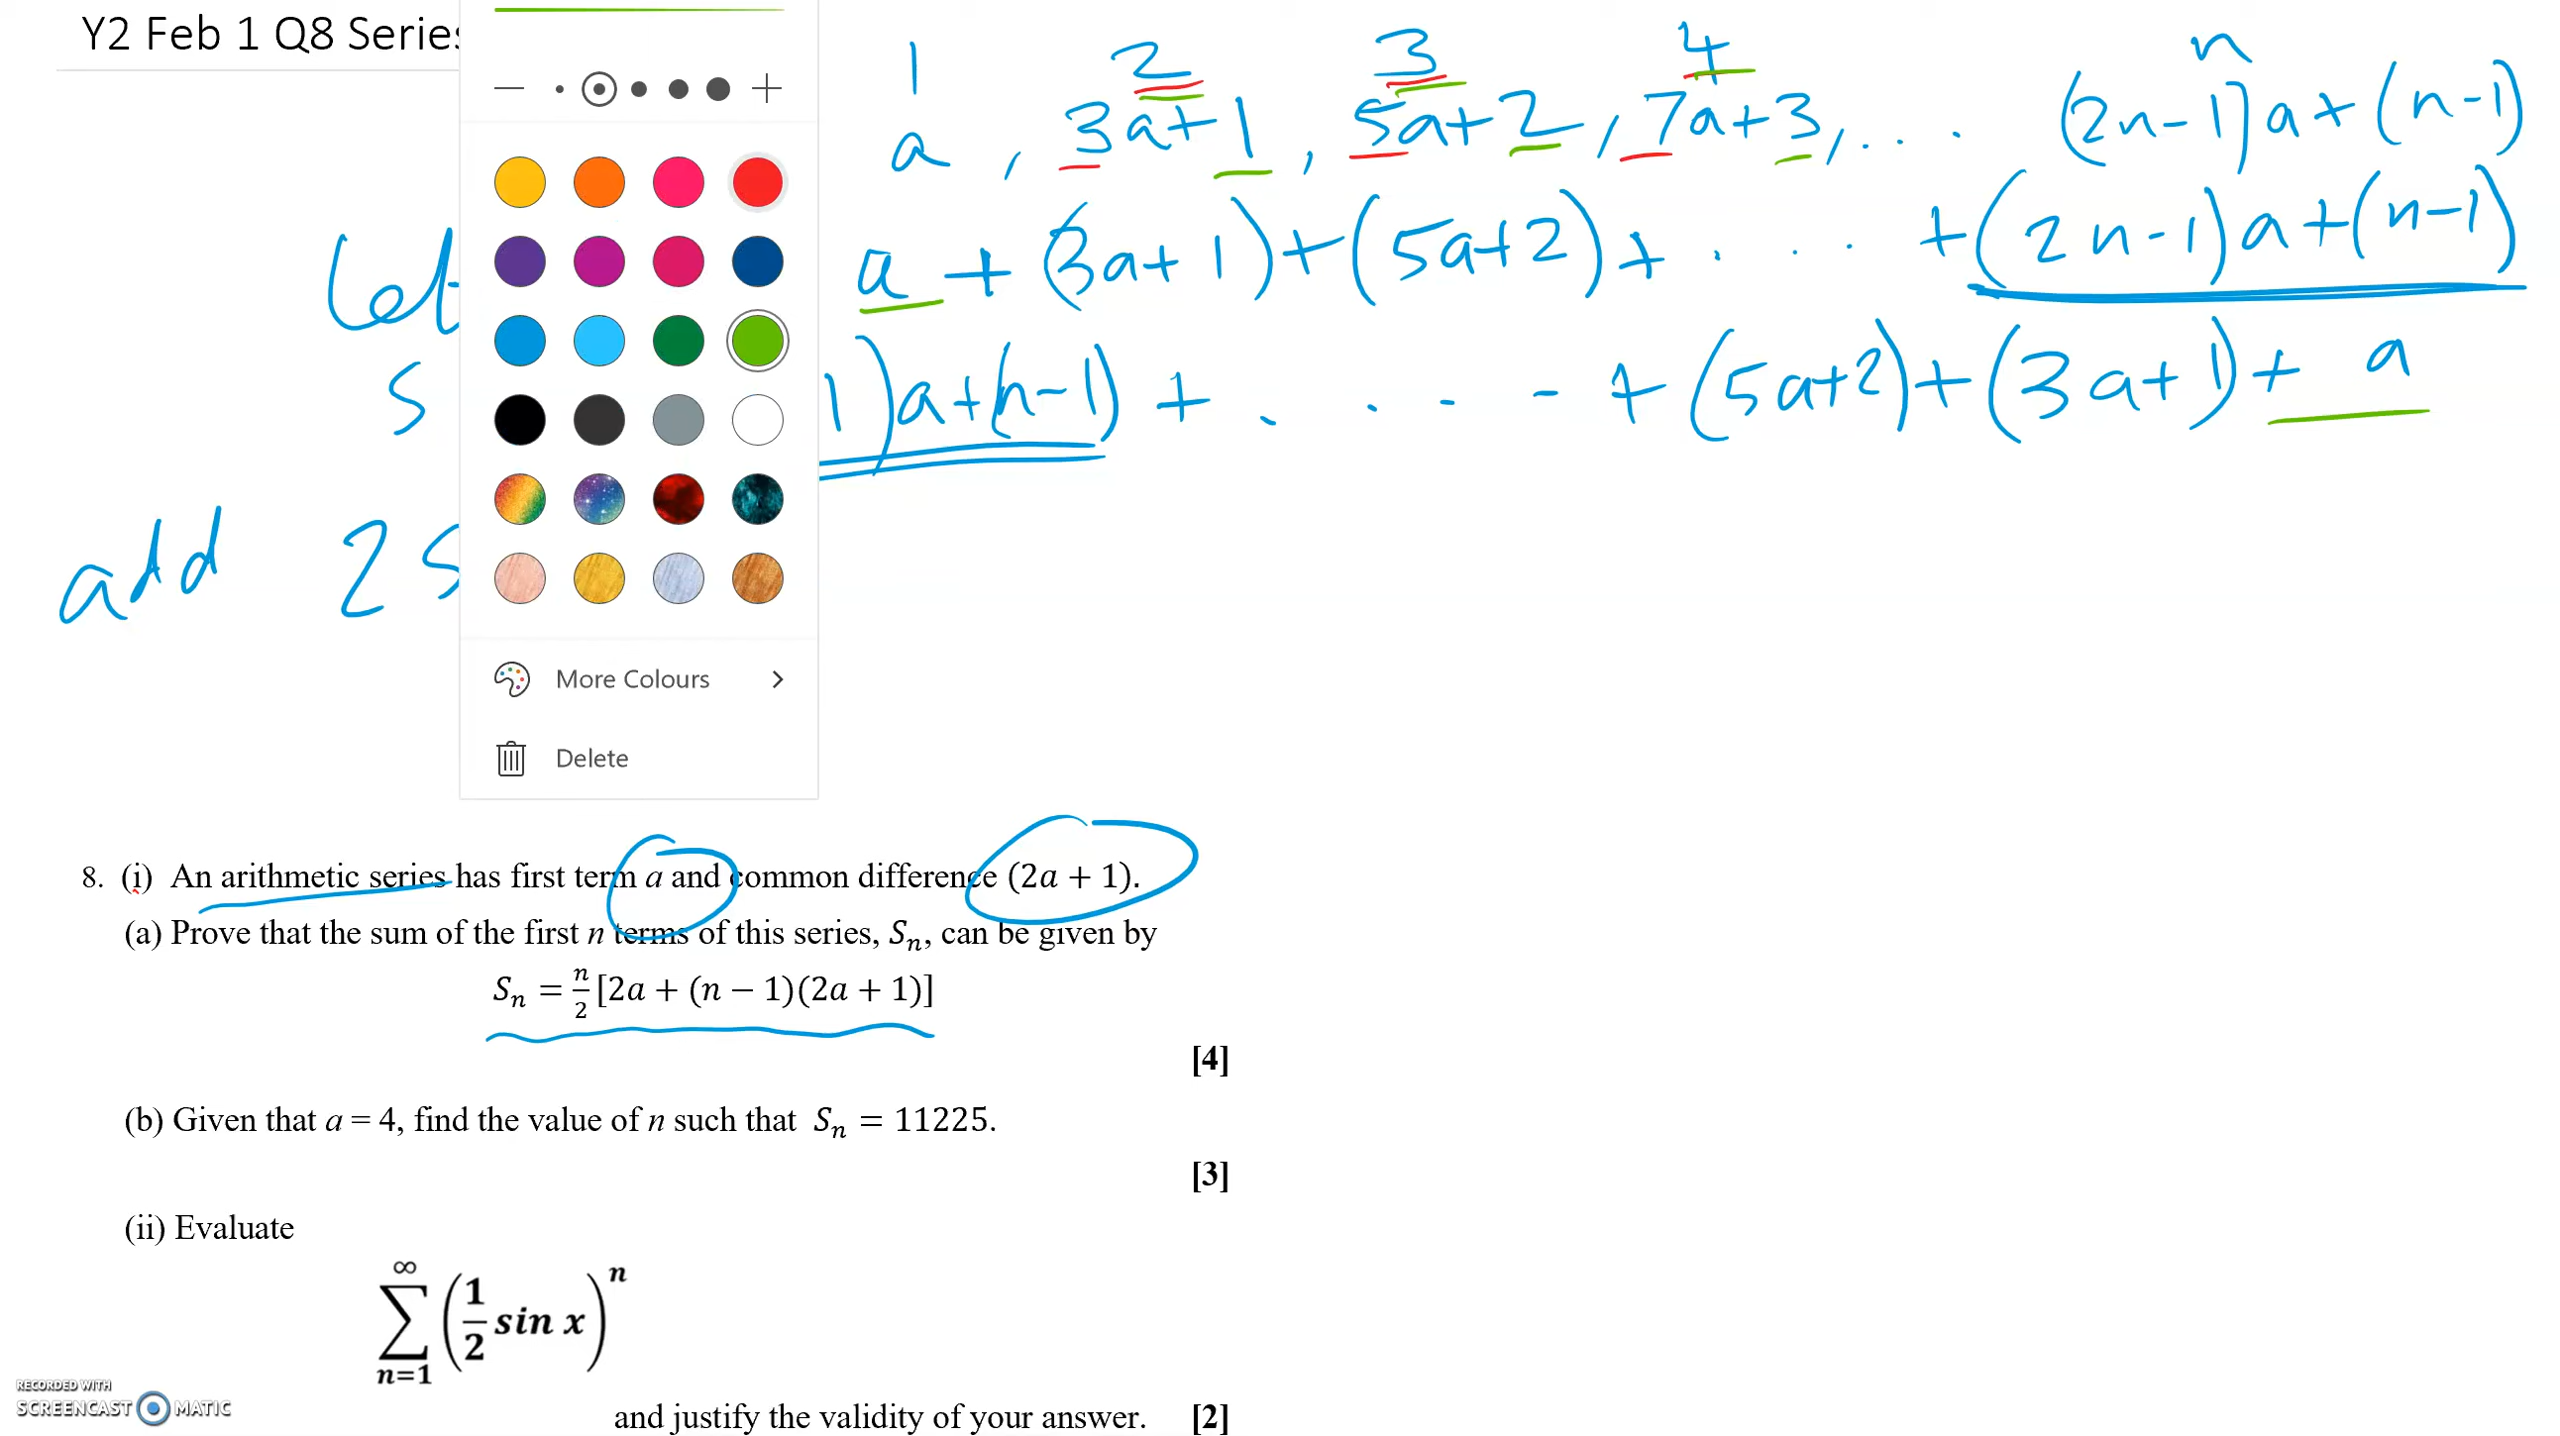 Y2 Feb 1 Q8 Series
1 2 3 4 n
a , 3a+1 , 5a+2 , 7a+3 , ... (2n-1)a+(n-1)
let a + (3a+1)+(5a+2)+ ... +(2n-1)a+(n-1)
S 1)a+(n-1) + .... + (5a+2)+(3a+1)+ a
add 2S
More Colours
Delete
8. (i) An arithmetic series has first term a and common difference (2a + 1).
(a) Prove that the sum of the first n terms of this series, Sₙ, can be given by
Sₙ = n/2 [2a + (n − 1)(2a + 1)]
[4]
(b) Given that a = 4, find the value of n such that Sₙ = 11225.
[3]
(ii) Evaluate
∞
∑ (1/2 sin x)ⁿ
n=1
and justify the validity of your answer. [2]
RECORDED WITH
SCREENCAST MATIC